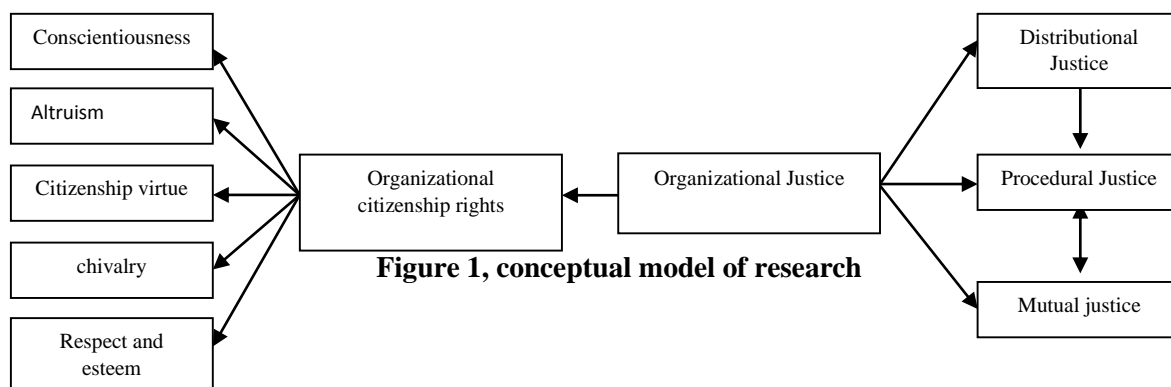 Conscientiousness
Altruism
Citizenship virtue
chivalry
Respect and
esteem
Organizational
citizenship rights
Organizational Justice
Distributional
Justice
Procedural Justice
Mutual justice
Figure 1, conceptual model of research